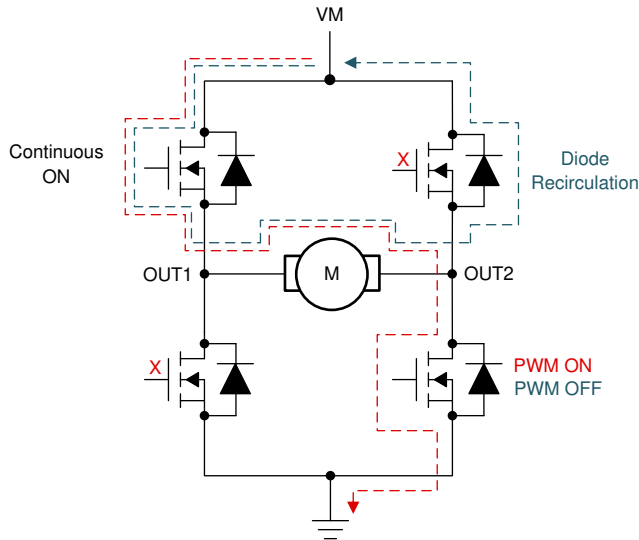 VM
Continuous
ON
X
Diode
Recirculation
OUT1
M
OUT2
X
PWM ON
PWM OFF